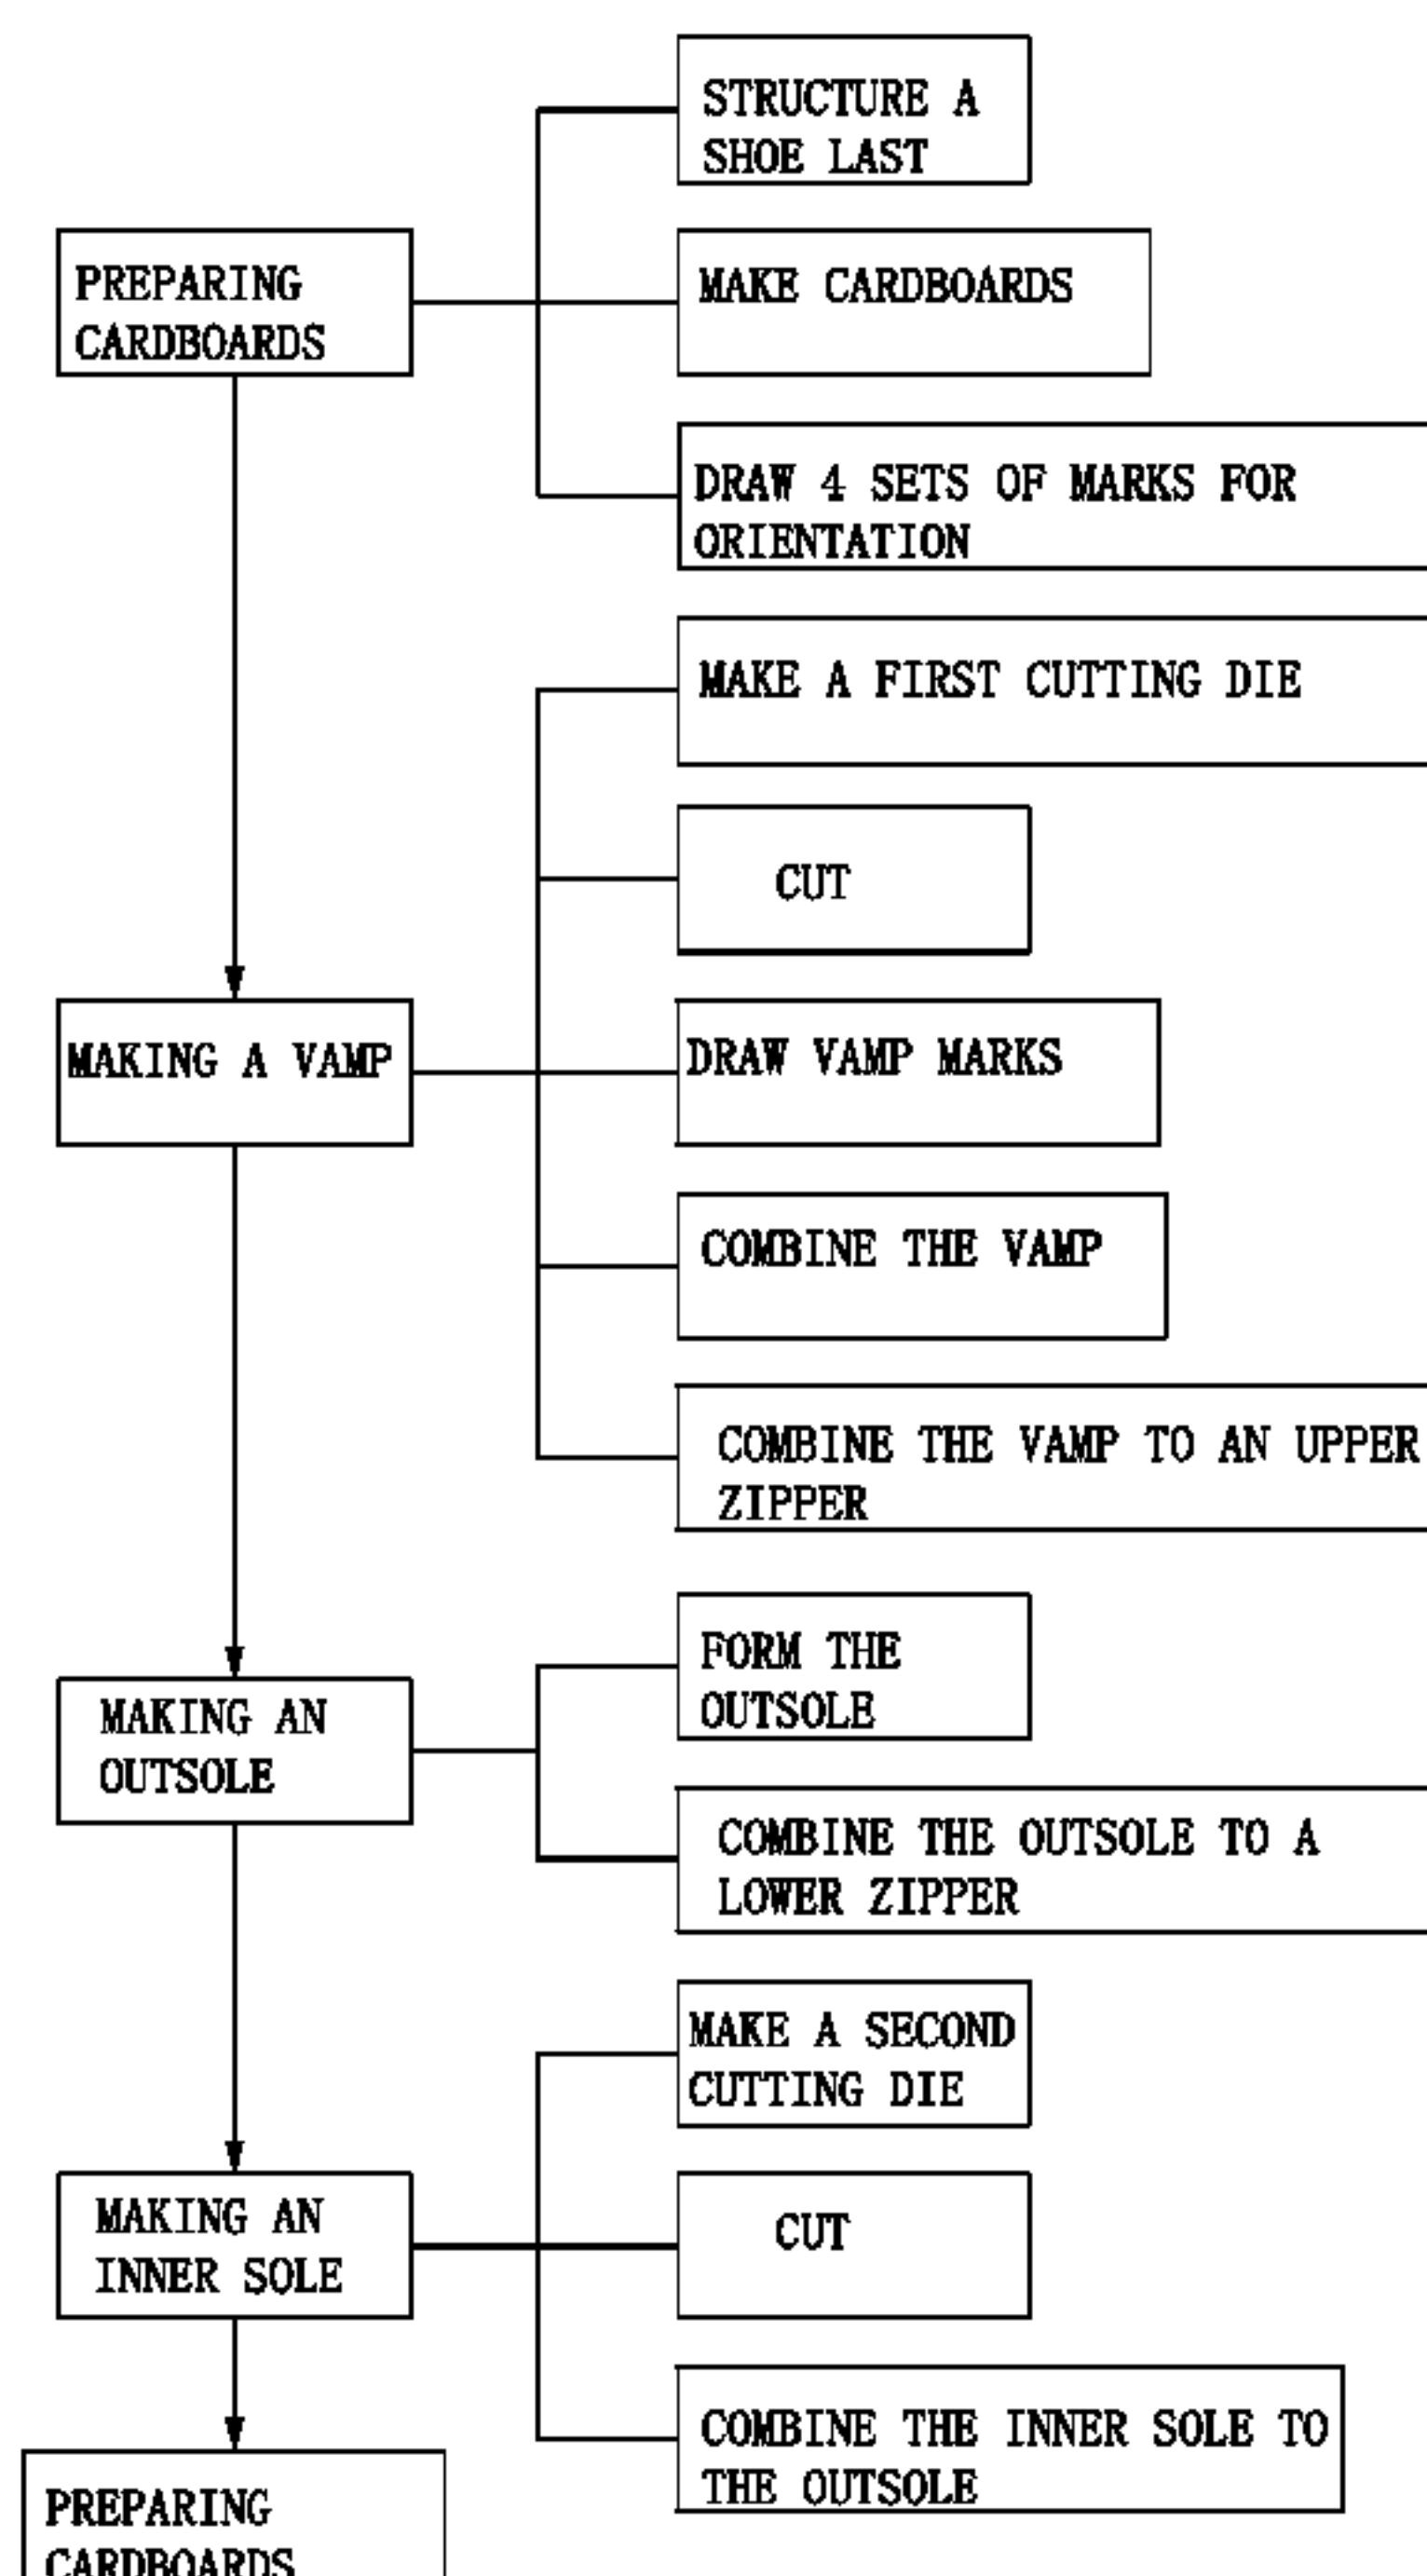 STRUCTURE A
SHOE LAST
PREPARING
CARDBOARDS
MAKE CARDBOARDS
DRAW 4 SETS OF MARKS FOR
ORIENTATION
MAKE A FIRST CUTTING DIE
CUT
MAKING A VAMP
DRAW VAMP MARKS
COMBINE THE VAMP
COMBINE THE VAMP TO AN UPPER
ZIPPER
FORM THE
OUTSOLE
MAKING AN
OUTSOLE
COMBINE THE OUTSOLE TO A
LOWER ZIPPER
MAKE A SECOND
CUTTING DIE
MAKING AN
INNER SOLE
CUT
COMBINE THE INNER SOLE TO
THE OUTSOLE
PREPARING
CARDBOARDS